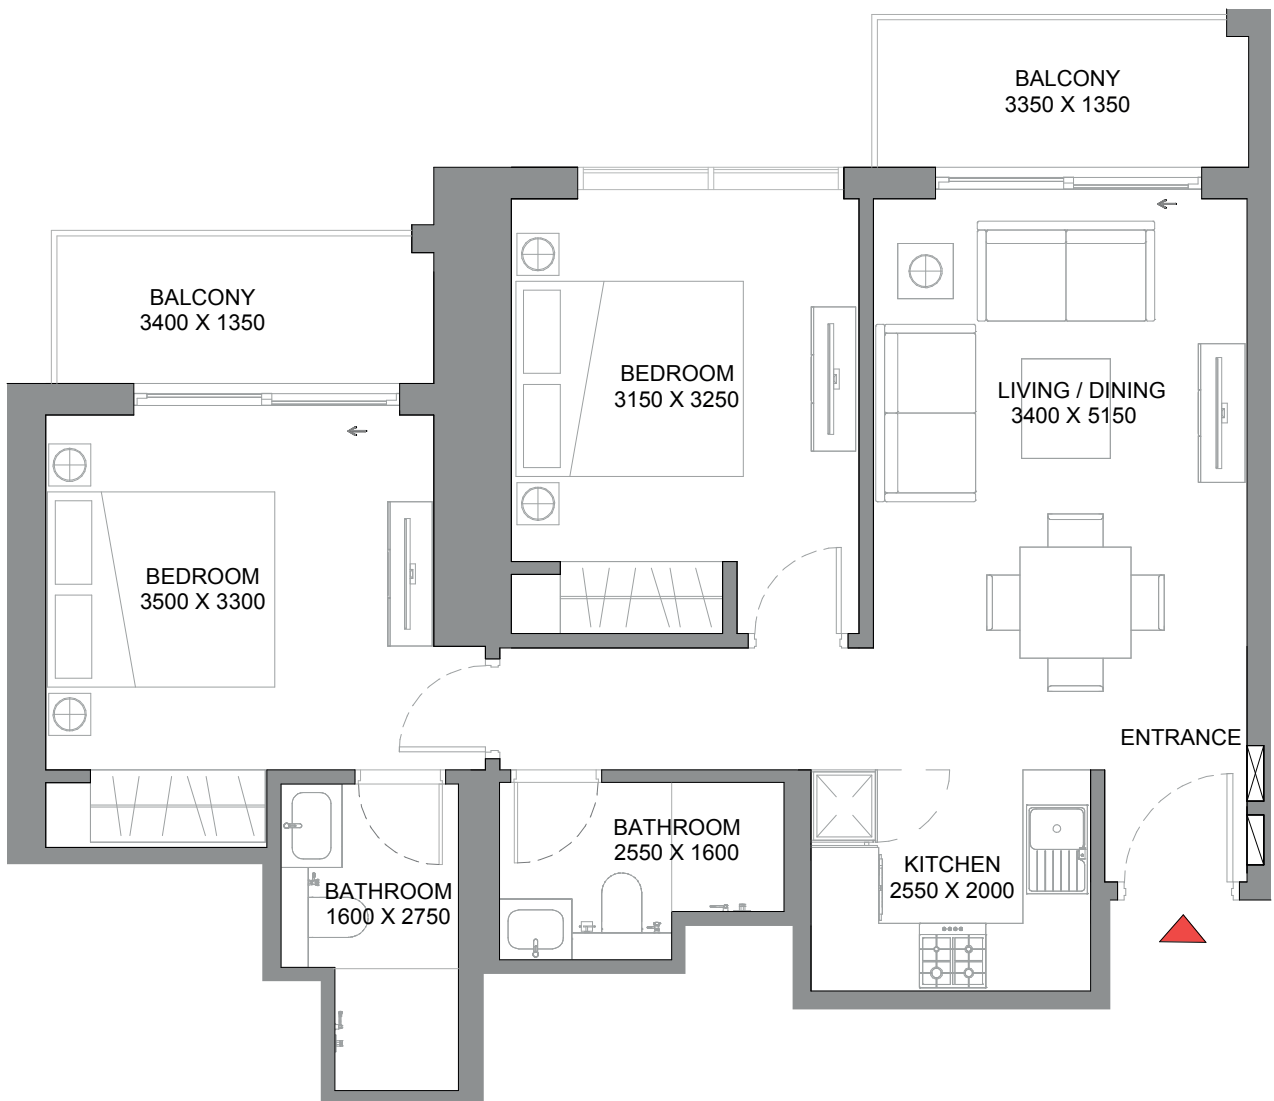 BALCONY
3350 X 1350
BALCONY
3400 X 1350
BEDROOM
3150 X 3250
LIVING / DINING
3400 X 5150
BEDROOM
3500 X 3300
ENTRANCE
BATHROOM
2550 X 1600
KITCHEN
2550 X 2000
BATHROOM
1600 X 2750